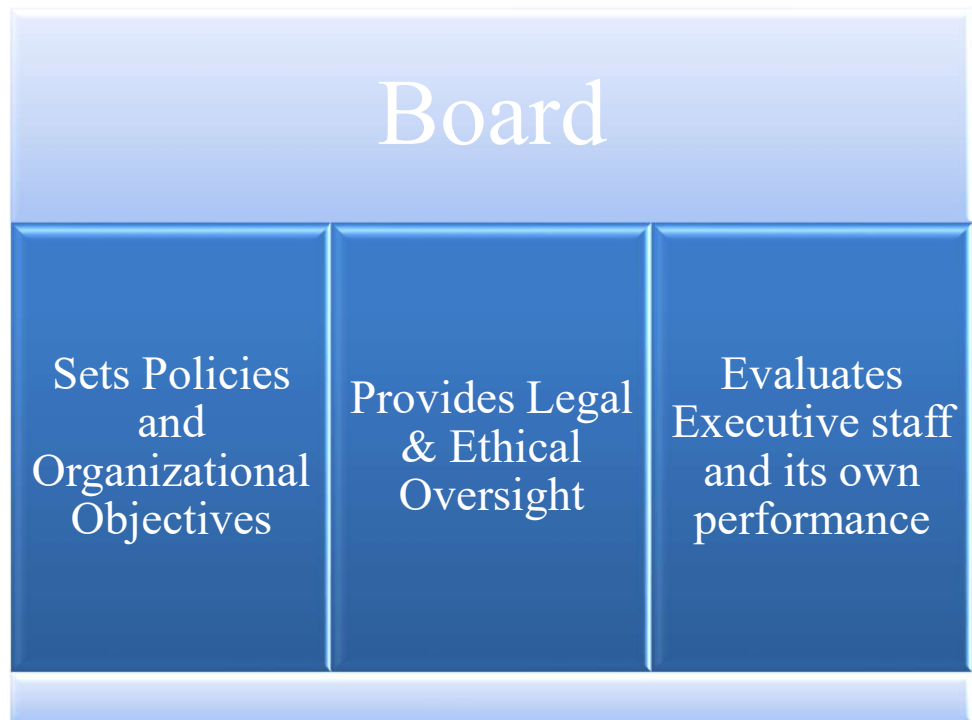 Board
Sets Policies
and
Organizational
Objectives
Provides Legal
& Ethical
Oversight
Evaluates
Executive staff
and its own
performance